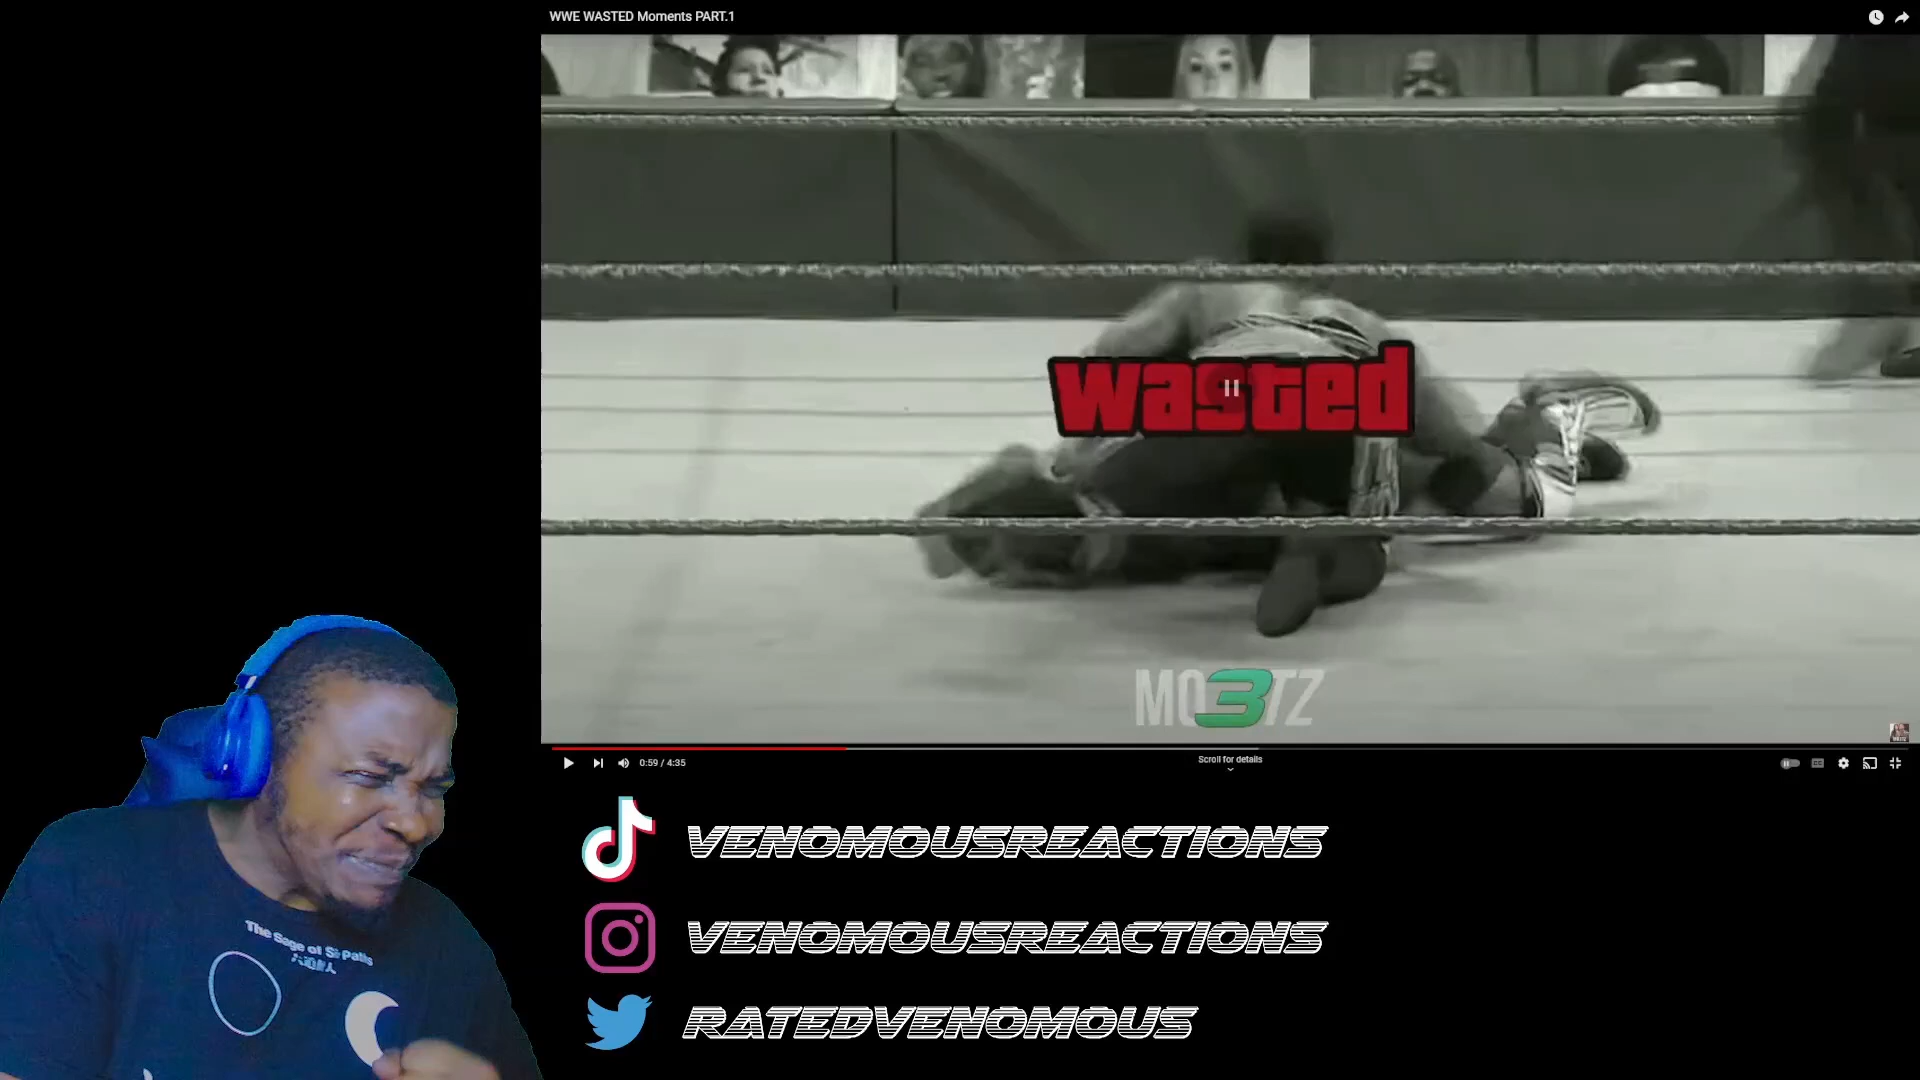 WWE WASTED Moments PART.1
wasted
MO3TZ
0:59 / 4:35
Scroll for details
VENOMOUSREACTIONS
VENOMOUSREACTIONS
RATEDVENOMOUS
The Sage of Six Paths